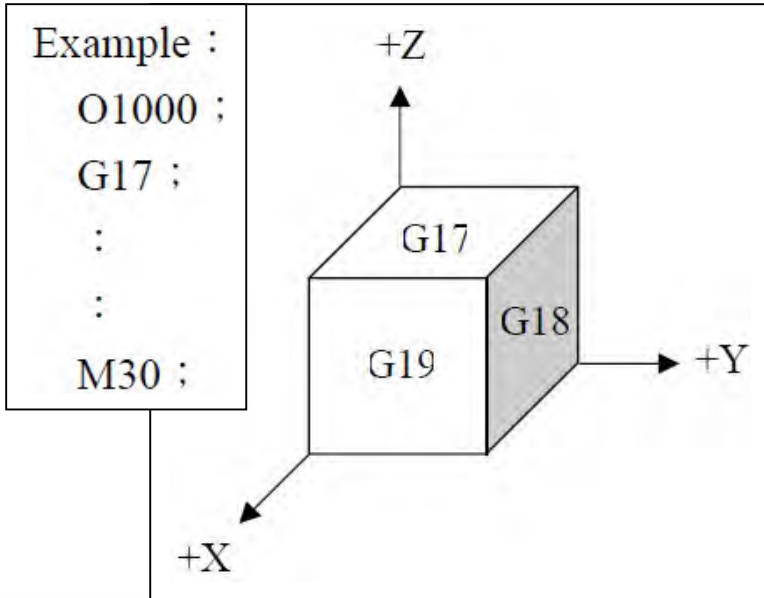 Example：
O1000；
G17；
：
：
M30；
+Z
G17
G18
G19
+Y
+X